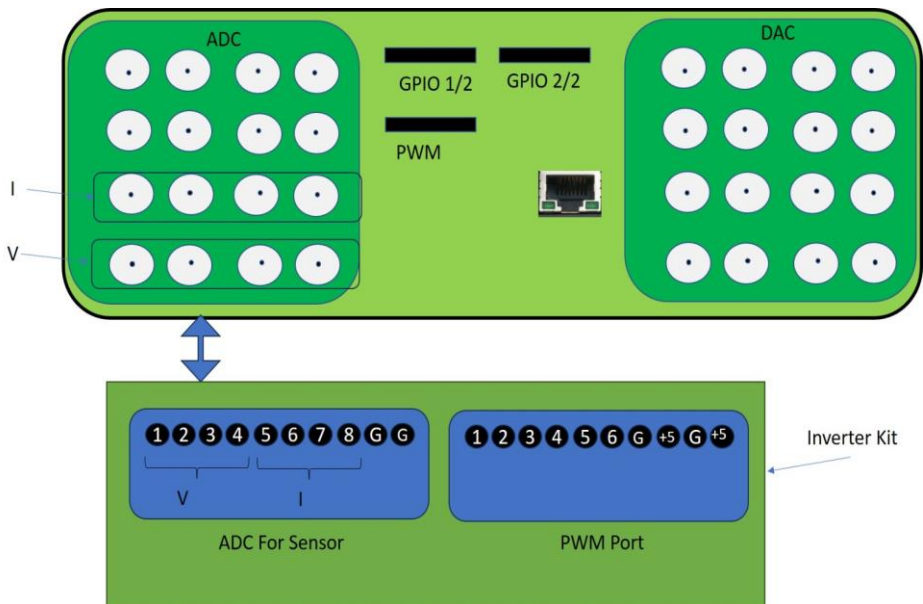 ADC
DAC
GPIO 1/2 GPIO 2/2
PWM
I
V
1 2 3 4 5 6 7 8 G G
1 2 3 4 5 6 G +5 G +5
Inverter Kit
V I
ADC For Sensor
PWM Port